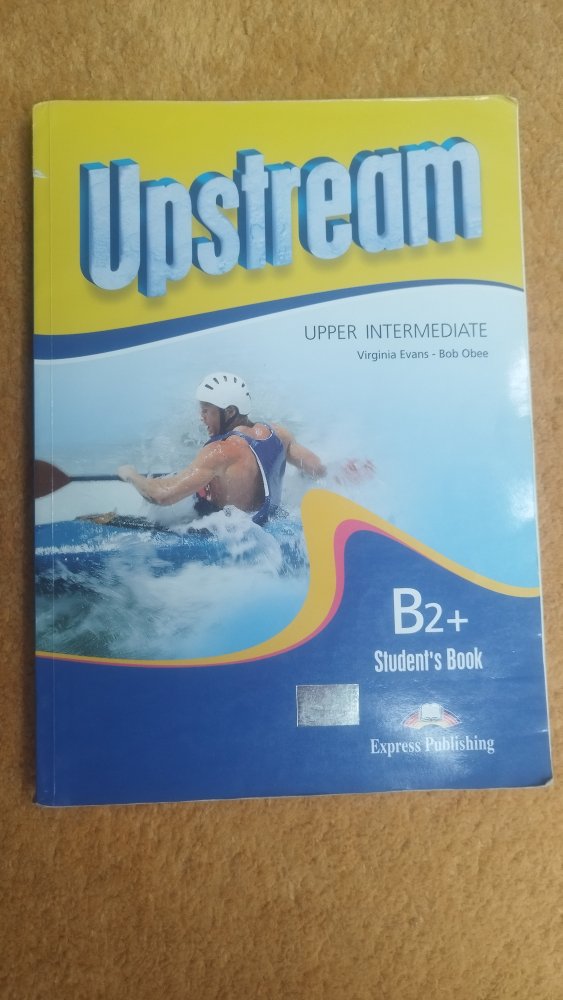 Upstream
UPPER INTERMEDIATE
Virginia Evans - Bob Obee
B2+
Student's Book
Express Publishing